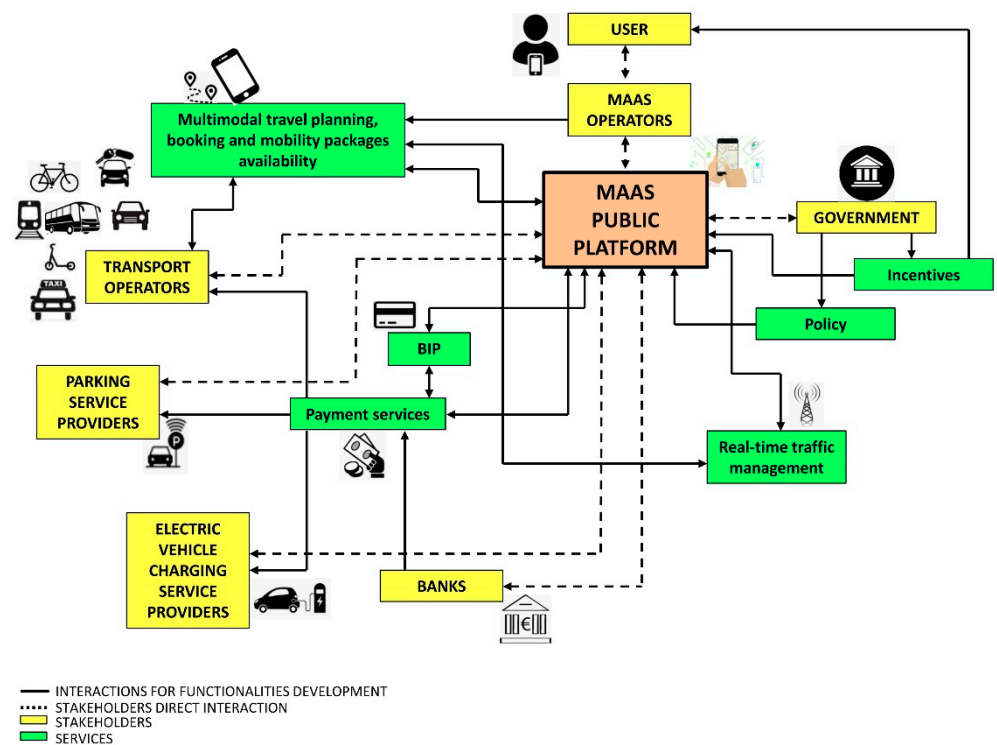 USER
MAAS
OPERATORS
Multimodal travel planning,
booking and mobility packages
availability
MAAS
PUBLIC
PLATFORM
GOVERNMENT
TRANSPORT
OPERATORS
TAXI
Incentives
Policy
BIP
PARKING
SERVICE
PROVIDERS
P
Payment services
Real-time traffic
management
ELECTRIC
VEHICLE
CHARGING
SERVICE
PROVIDERS
BANKS
€
INTERACTIONS FOR FUNCTIONALITIES DEVELOPMENT
STAKEHOLDERS DIRECT INTERACTION
STAKEHOLDERS
SERVICES